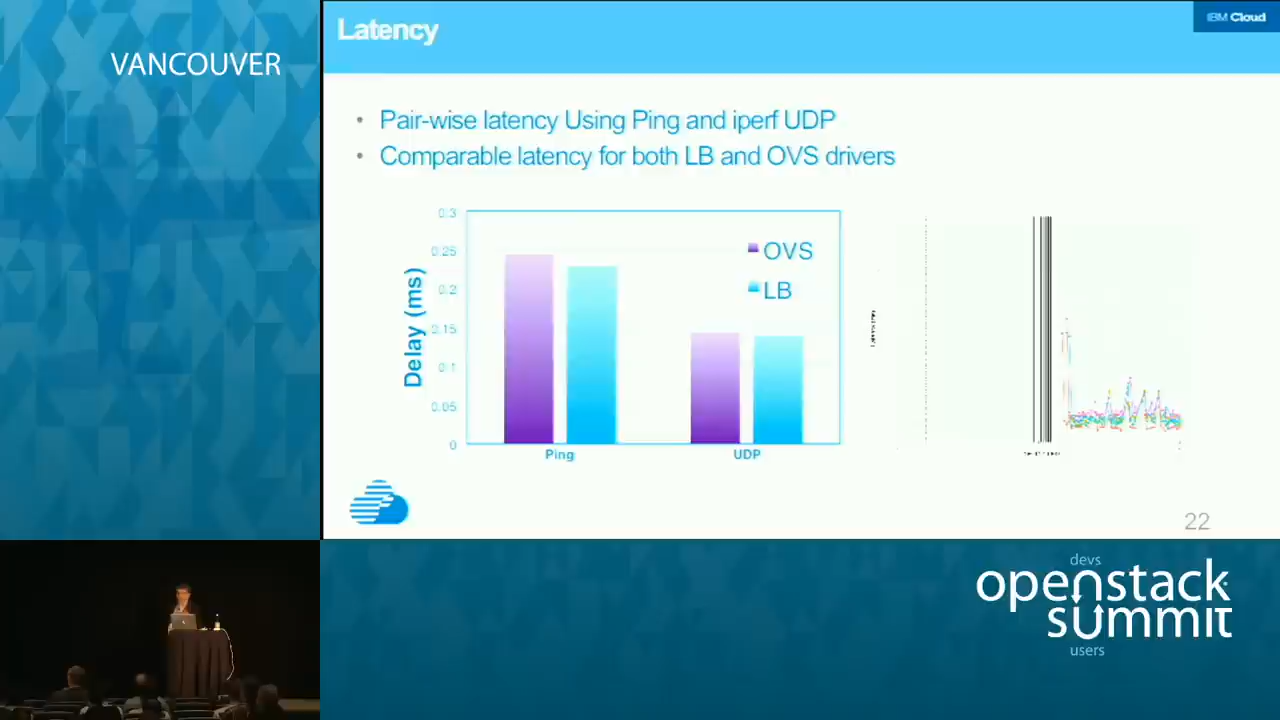 VANCOUVER
Latency
IBM Cloud
• Pair-wise latency Using Ping and iperf UDP
• Comparable latency for both LB and OVS drivers
Delay (ms)
0.3
0.25
0.2
0.15
0.1
0.05
0
OVS
LB
Ping
UDP
22
devs
openstack
summit
users